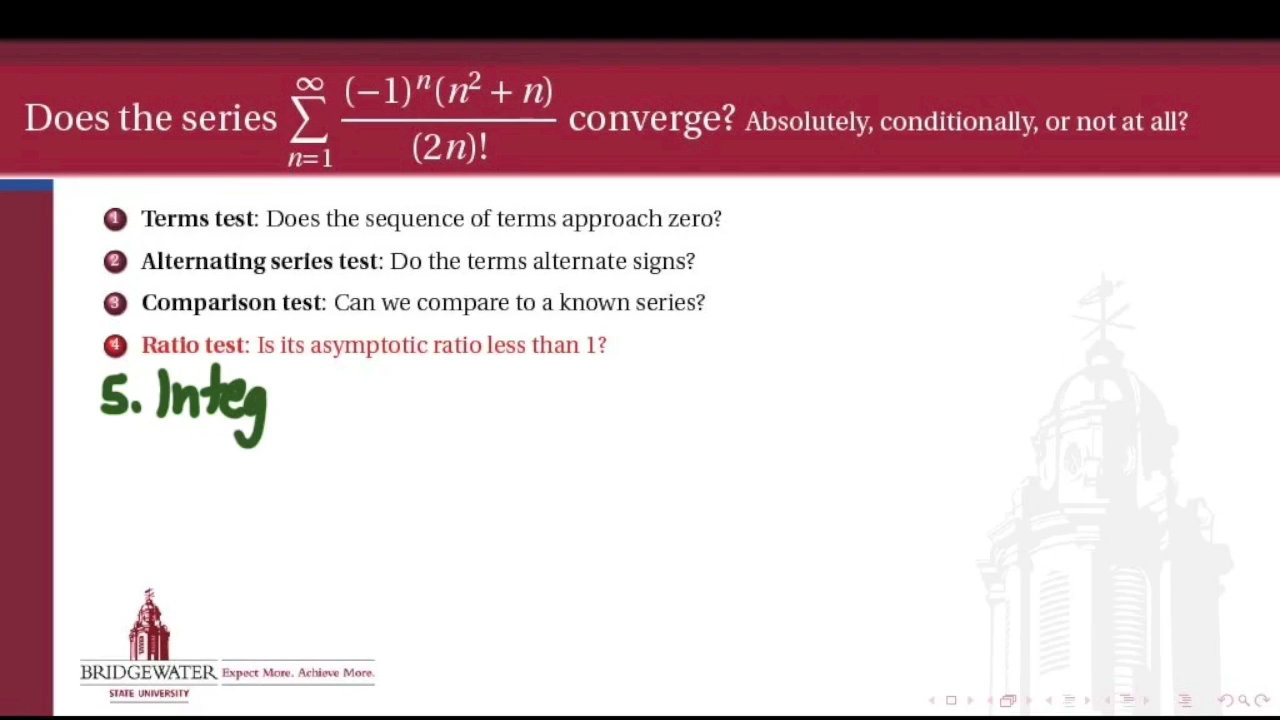 Does the series ∞∑n=1 (−1)ⁿ(n² + n)/(2n)! converge? Absolutely, conditionally, or not at all?
1 Terms test: Does the sequence of terms approach zero?
2 Alternating series test: Do the terms alternate signs?
3 Comparison test: Can we compare to a known series?
4 Ratio test: Is its asymptotic ratio less than 1?
5. Integ
BRIDGEWATER
STATE UNIVERSITY
Expect More. Achieve More.